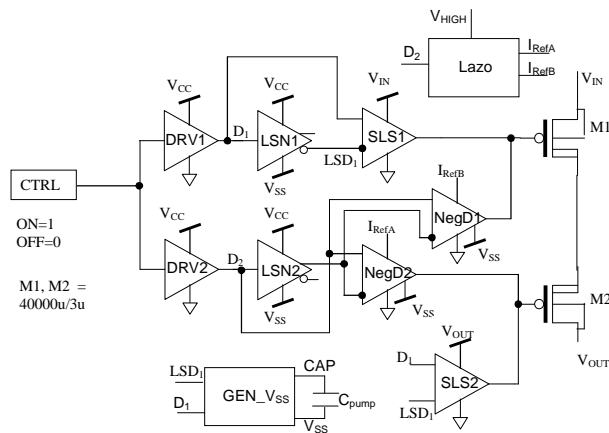 V_HIGH
D_2
Lazo
I_RefA
I_RefB
V_CC
V_CC
V_IN
V_IN
DRV1
D_1
LSN1
SLS1
M1
LSD_1
V_SS
CTRL
ON=1
OFF=0
V_CC
V_CC
I_RefB
NegD1
I_RefA
V_SS
DRV2
D_2
LSN2
NegD2
V_SS
V_SS
M1, M2 =
40000u/3u
M2
V_OUT
V_OUT
D_1
SLS2
LSD_1
LSD_1
D_1
GEN_V_SS
CAP
C_pump
V_SS